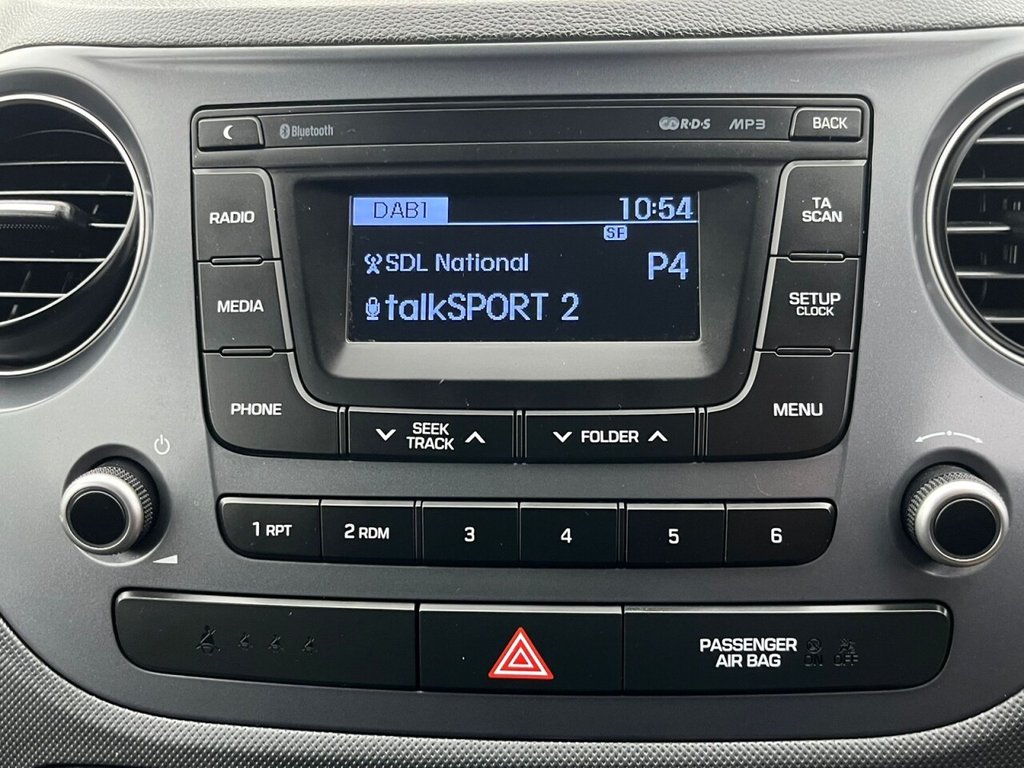 Bluetooth R·D·S MP3 BACK
RADIO
DAB1 10:54
TA
SCAN
SF
SDL National P4
MEDIA
talkSPORT 2
SETUP
CLOCK
PHONE
SEEK
TRACK
FOLDER
MENU
1 RPT 2 RDM 3 4 5 6
PASSENGER
AIR BAG
ON OFF